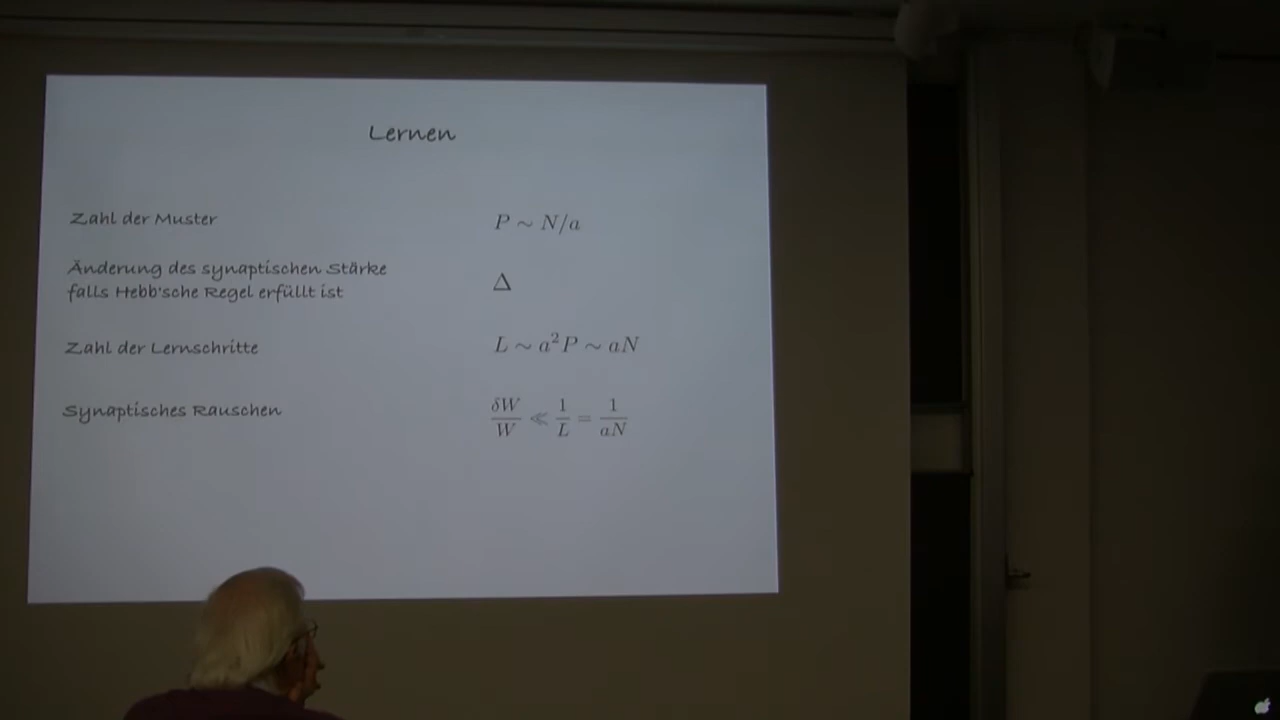 Lernen
Zahl der Muster P ∼ N/a
Änderung des synaptischen Stärke
falls Hebb'sche Regel erfüllt ist Δ
Zahl der Lernschritte L ∼ a²P ∼ aN
Synaptisches Rauschen δW/W ≪ 1/L = 1/aN